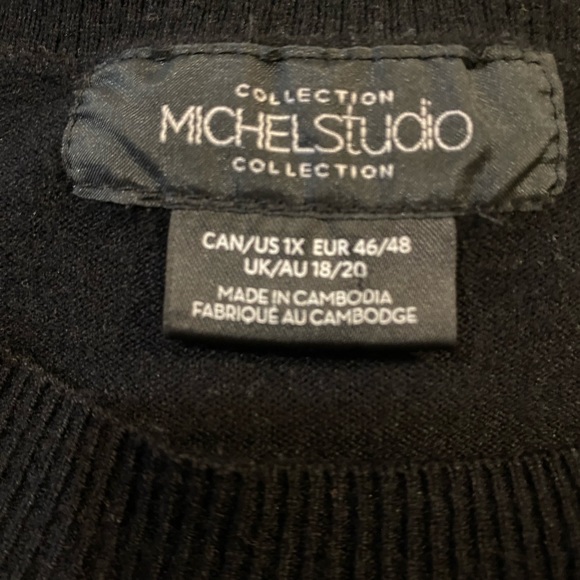 COLLECTION
MICHELstudio
COLLECTION
CAN/US 1X EUR 46/48
UK/AU 18/20
MADE IN CAMBODIA
FABRIQUÉ AU CAMBODGE